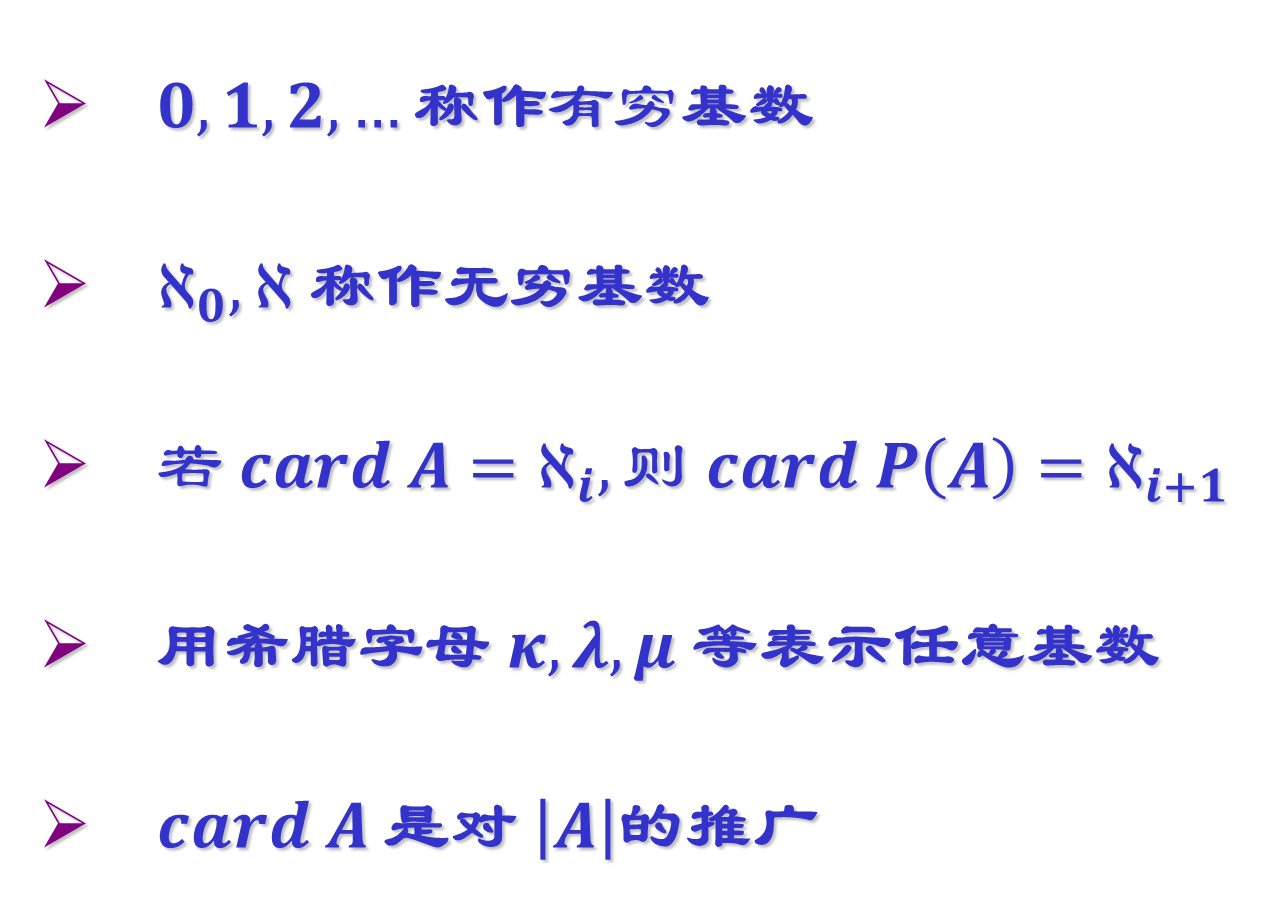 0, 1, 2, … 称作有穷基数
ℵ₀, ℵ 称作无穷基数
若 card A = ℵᵢ, 则 card P(A) = ℵᵢ₊₁
用希腊字母 κ, λ, μ 等表示任意基数
card A 是对 |A| 的推广